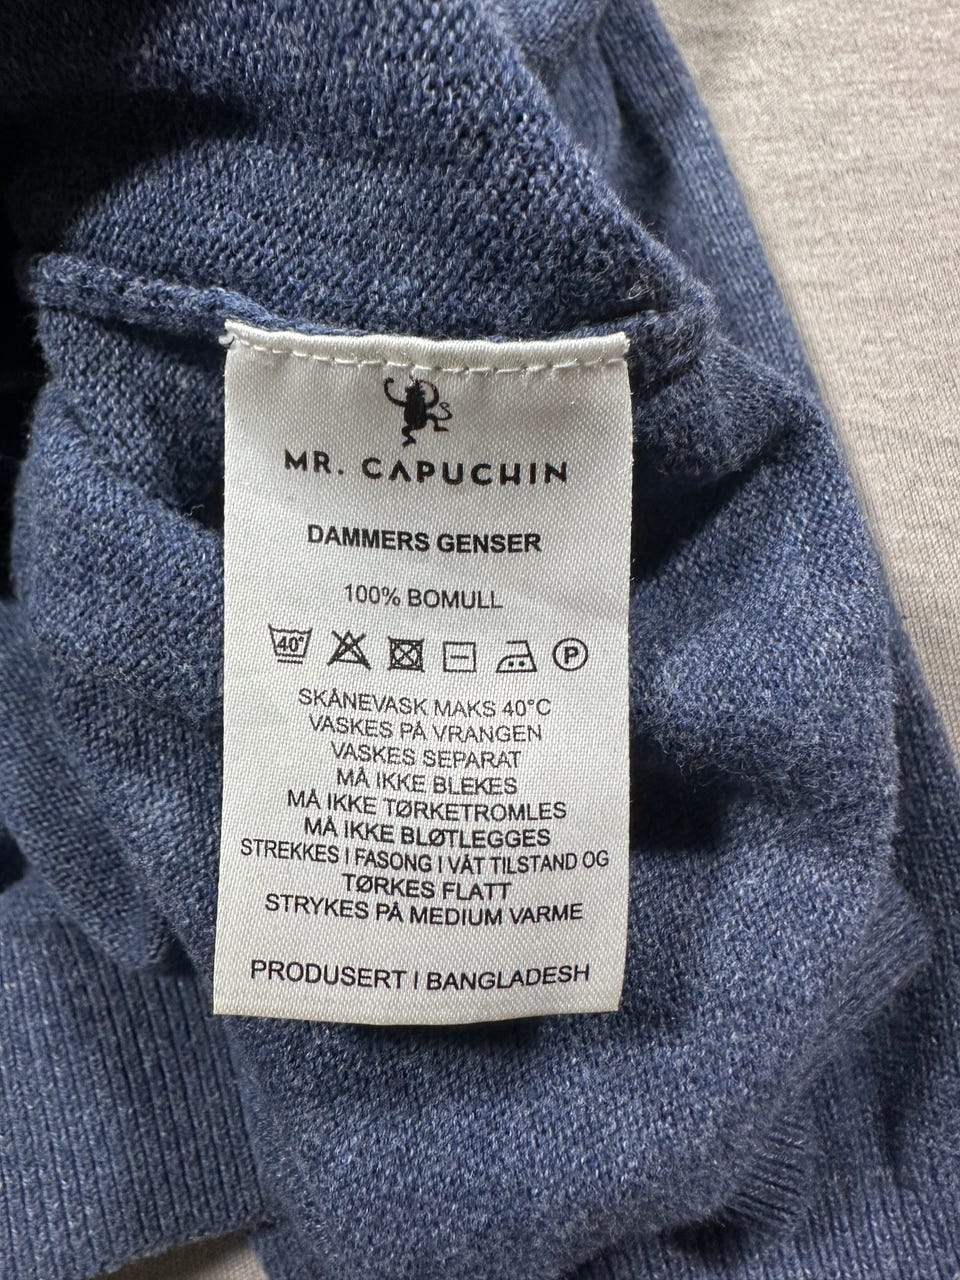 MR. CAPUCHIN
DAMMERS GENSER
100% BOMULL
40° P
SKÅNEVASK MAKS 40°C
VASKES PÅ VRANGEN
VASKES SEPARAT
MÅ IKKE BLEKES
MÅ IKKE TØRKETROMLES
MÅ IKKE BLØTLEGGES
STREKKES I FASONG I VÅT TILSTAND OG
TØRKES FLATT
STRYKES PÅ MEDIUM VARME
PRODUSERT I BANGLADESH